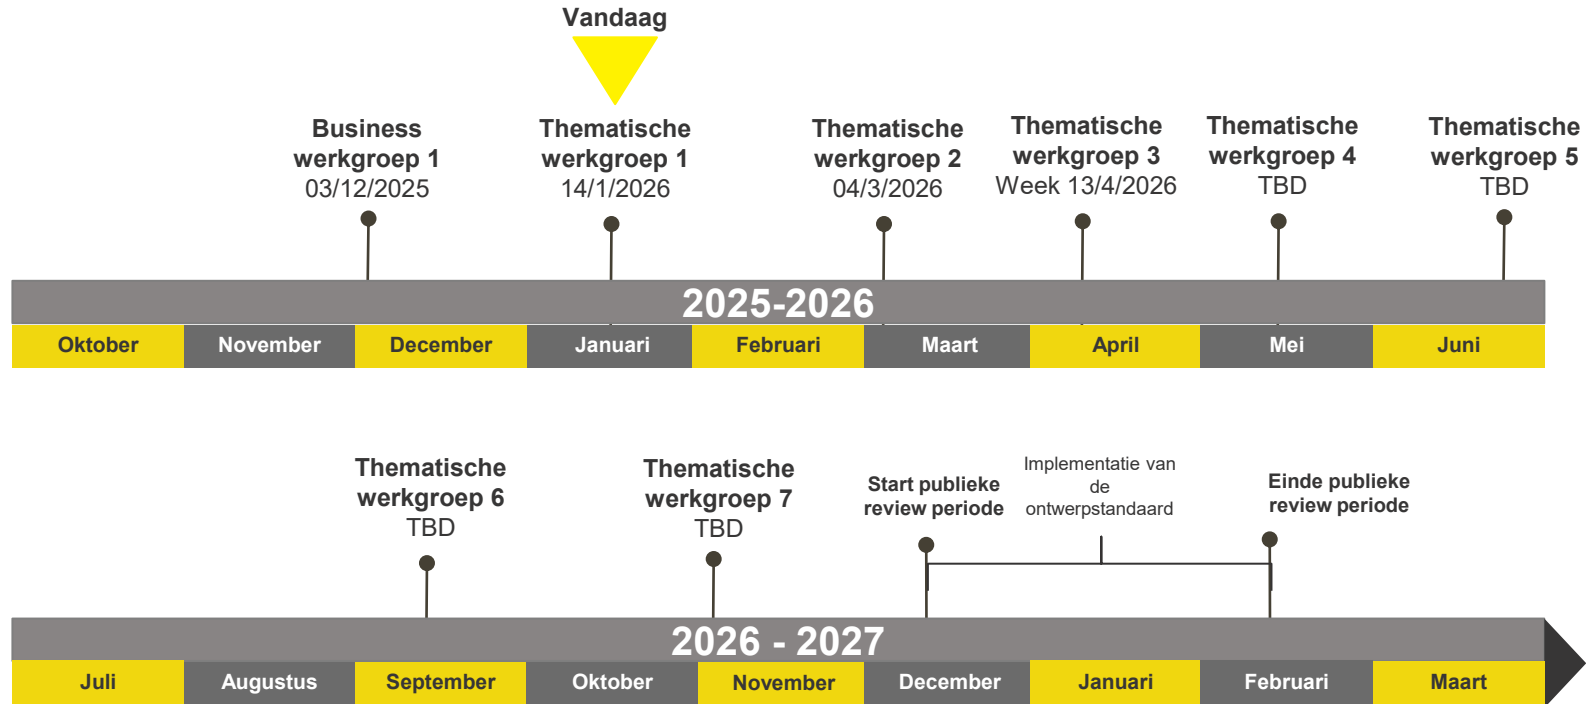 Vandaag
Business
werkgroep 1
03/12/2025
Thematische
werkgroep 1
14/1/2026
Thematische
werkgroep 2
04/3/2026
Thematische
werkgroep 3
Week 13/4/2026
Thematische
werkgroep 4
TBD
Thematische
werkgroep 5
TBD
2025-2026
Oktober
November
December
Januari
Februari
Maart
April
Mei
Juni
Thematische
werkgroep 6
TBD
Thematische
werkgroep 7
TBD
Start publieke
review periode
Implementatie van
de
ontwerpstandaard
Einde publieke
review periode
2026 - 2027
Juli
Augustus
September
Oktober
November
December
Januari
Februari
Maart